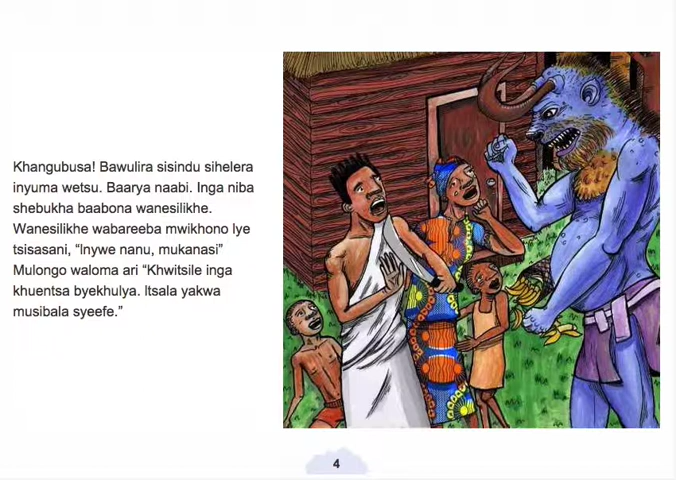 Khangubusa! Bawulira sisindu sihelera
inyuma wetsu. Baarya naabi. Inga niba
shebukha baabona wanesilikhe.
Wanesilikhe wabareeba mwikhono lye
tsisasani, “Inywe nanu, mukanasi”
Mulongo waloma ari “Khwitsile inga
khuentsa byekhulya. Itsala yakwa
musibala syeefe.”
4